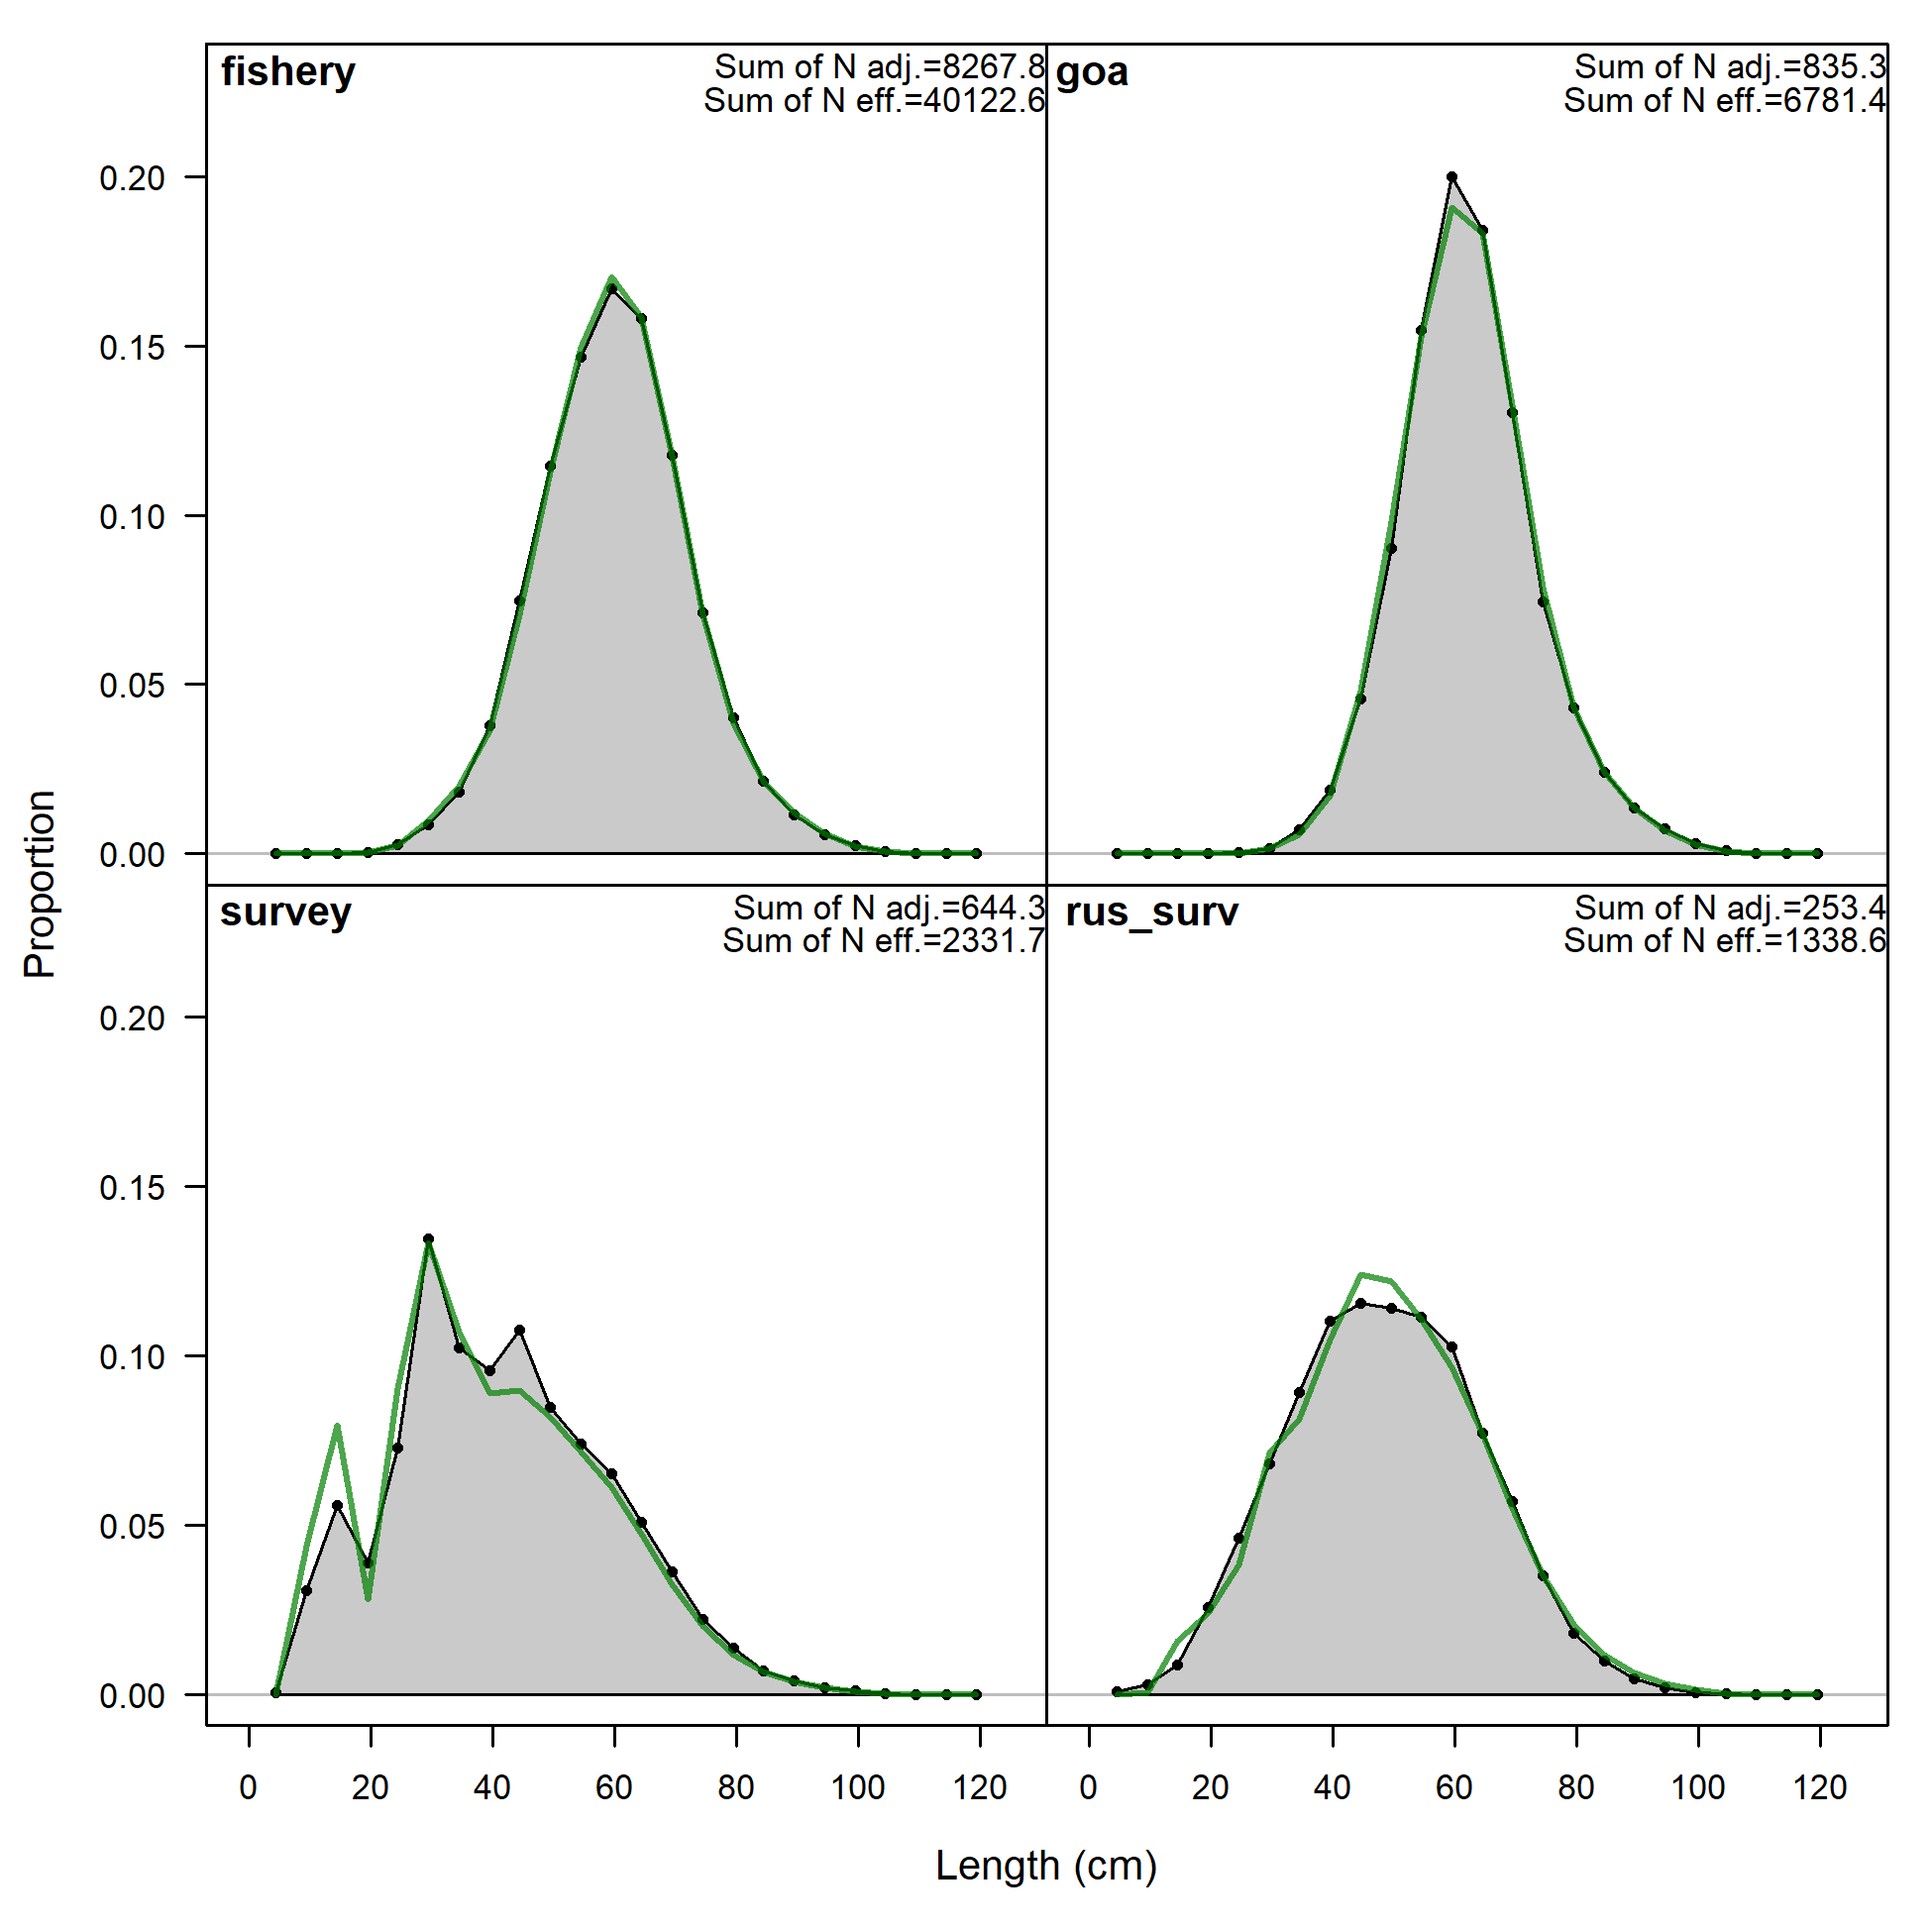 fishery
Sum of N adj.=8267.8
Sum of N eff.=40122.6
goa
Sum of N adj.=835.3
Sum of N eff.=6781.4
0.20
0.15
0.10
0.05
0.00
survey
Sum of N adj.=644.3
Sum of N eff.=2331.7
rus_surv
Sum of N adj.=253.4
Sum of N eff.=1338.6
0.20
0.15
0.10
0.05
0.00
Proportion
0 20 40 60 80 100 120
0 20 40 60 80 100 120
Length (cm)